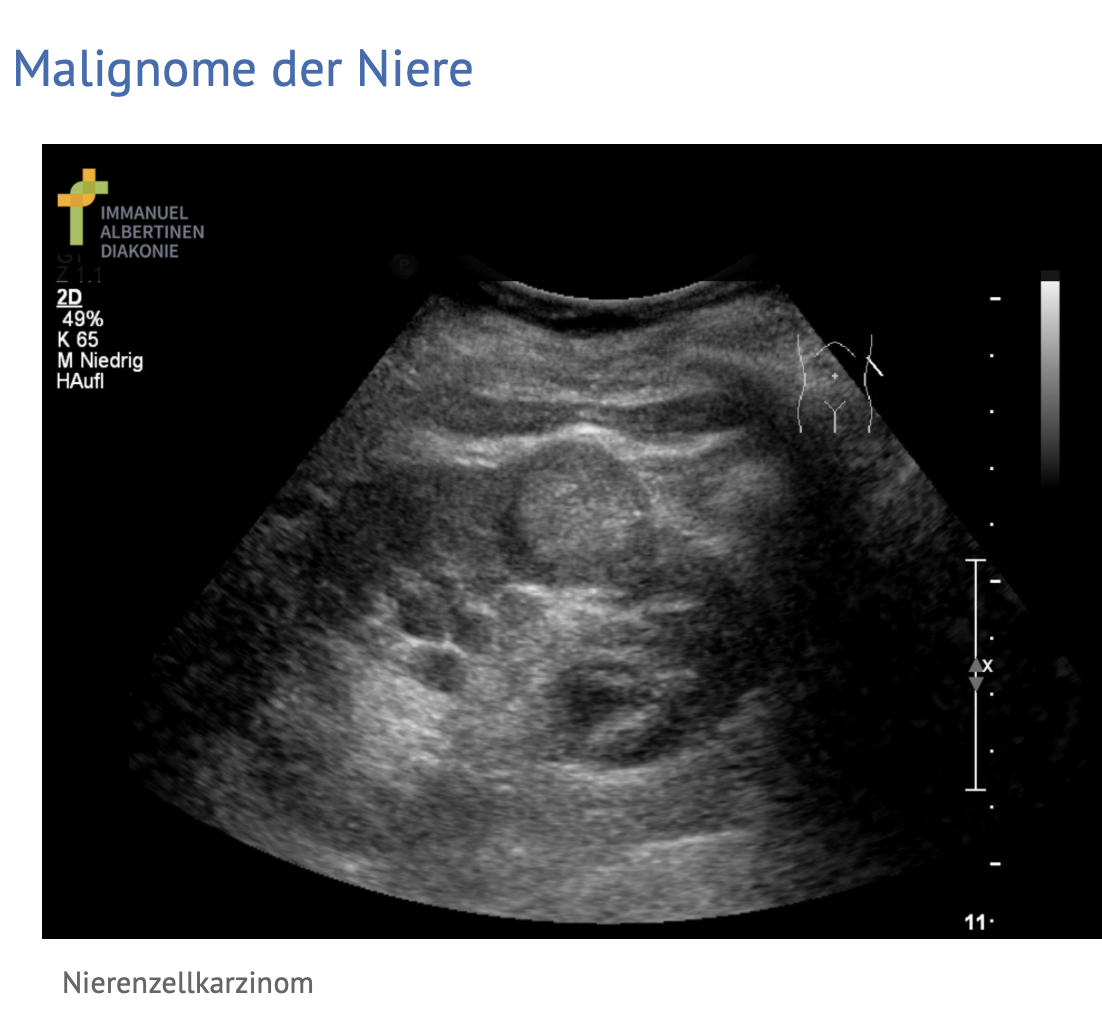 Malignome der Niere
IMMANUEL
ALBERTINEN
DIAKONIE
Z 1.1
2D
49%
K 65
M Niedrig
HAufl
P
x
11
Nierenzellkarzinom